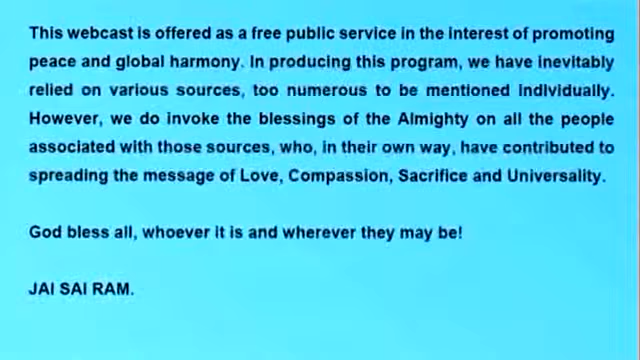 This webcast is offered as a free public service in the interest of promoting
peace and global harmony. In producing this program, we have inevitably
relied on various sources, too numerous to be mentioned individually.
However, we do invoke the blessings of the Almighty on all the people
associated with those sources, who, in their own way, have contributed to
spreading the message of Love, Compassion, Sacrifice and Universality.
God bless all, whoever it is and wherever they may be!
JAI SAI RAM.